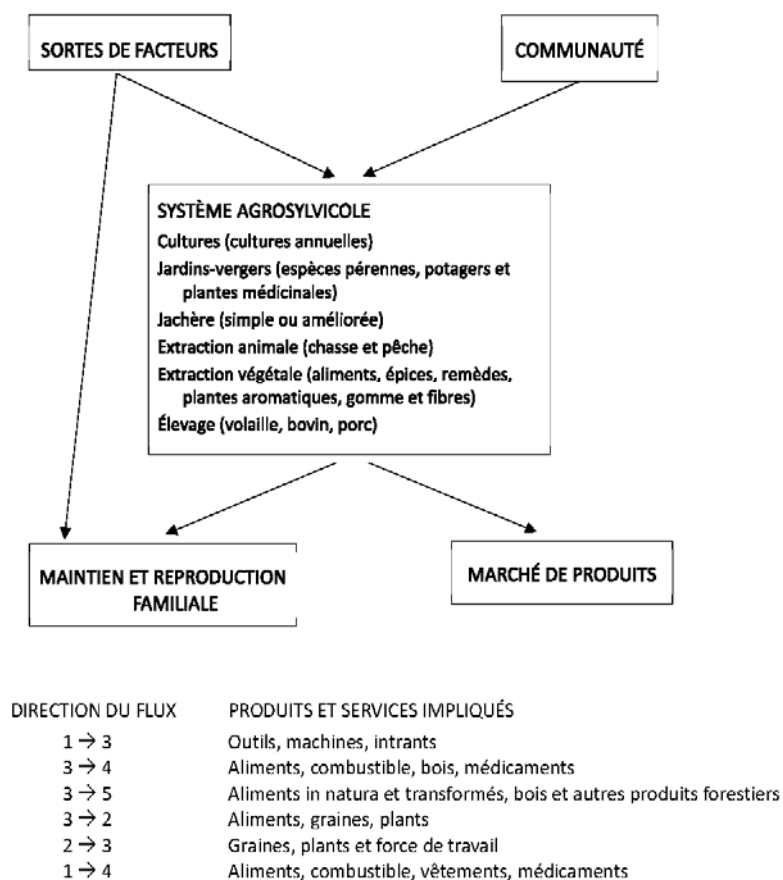 SORTES DE FACTEURS
COMMUNAUTÉ
SYSTÈME AGROSYLVICOLE
Cultures (cultures annuelles)
Jardins-vergers (espèces pérennes, potagers et
plantes médicinales)
Jachère (simple ou améliorée)
Extraction animale (chasse et pêche)
Extraction végétale (aliments, épices, remèdes,
plantes aromatiques, gomme et fibres)
Élevage (volaille, bovin, porc)
MAINTIEN ET REPRODUCTION
FAMILIALE
MARCHÉ DE PRODUITS
DIRECTION DU FLUX PRODUITS ET SERVICES IMPLIQUÉS
1 → 3 Outils, machines, intrants
3 → 4 Aliments, combustible, bois, médicaments
3 → 5 Aliments in natura et transformés, bois et autres produits forestiers
3 → 2 Aliments, graines, plants
2 → 3 Graines, plants et force de travail
1 → 4 Aliments, combustible, vêtements, médicaments